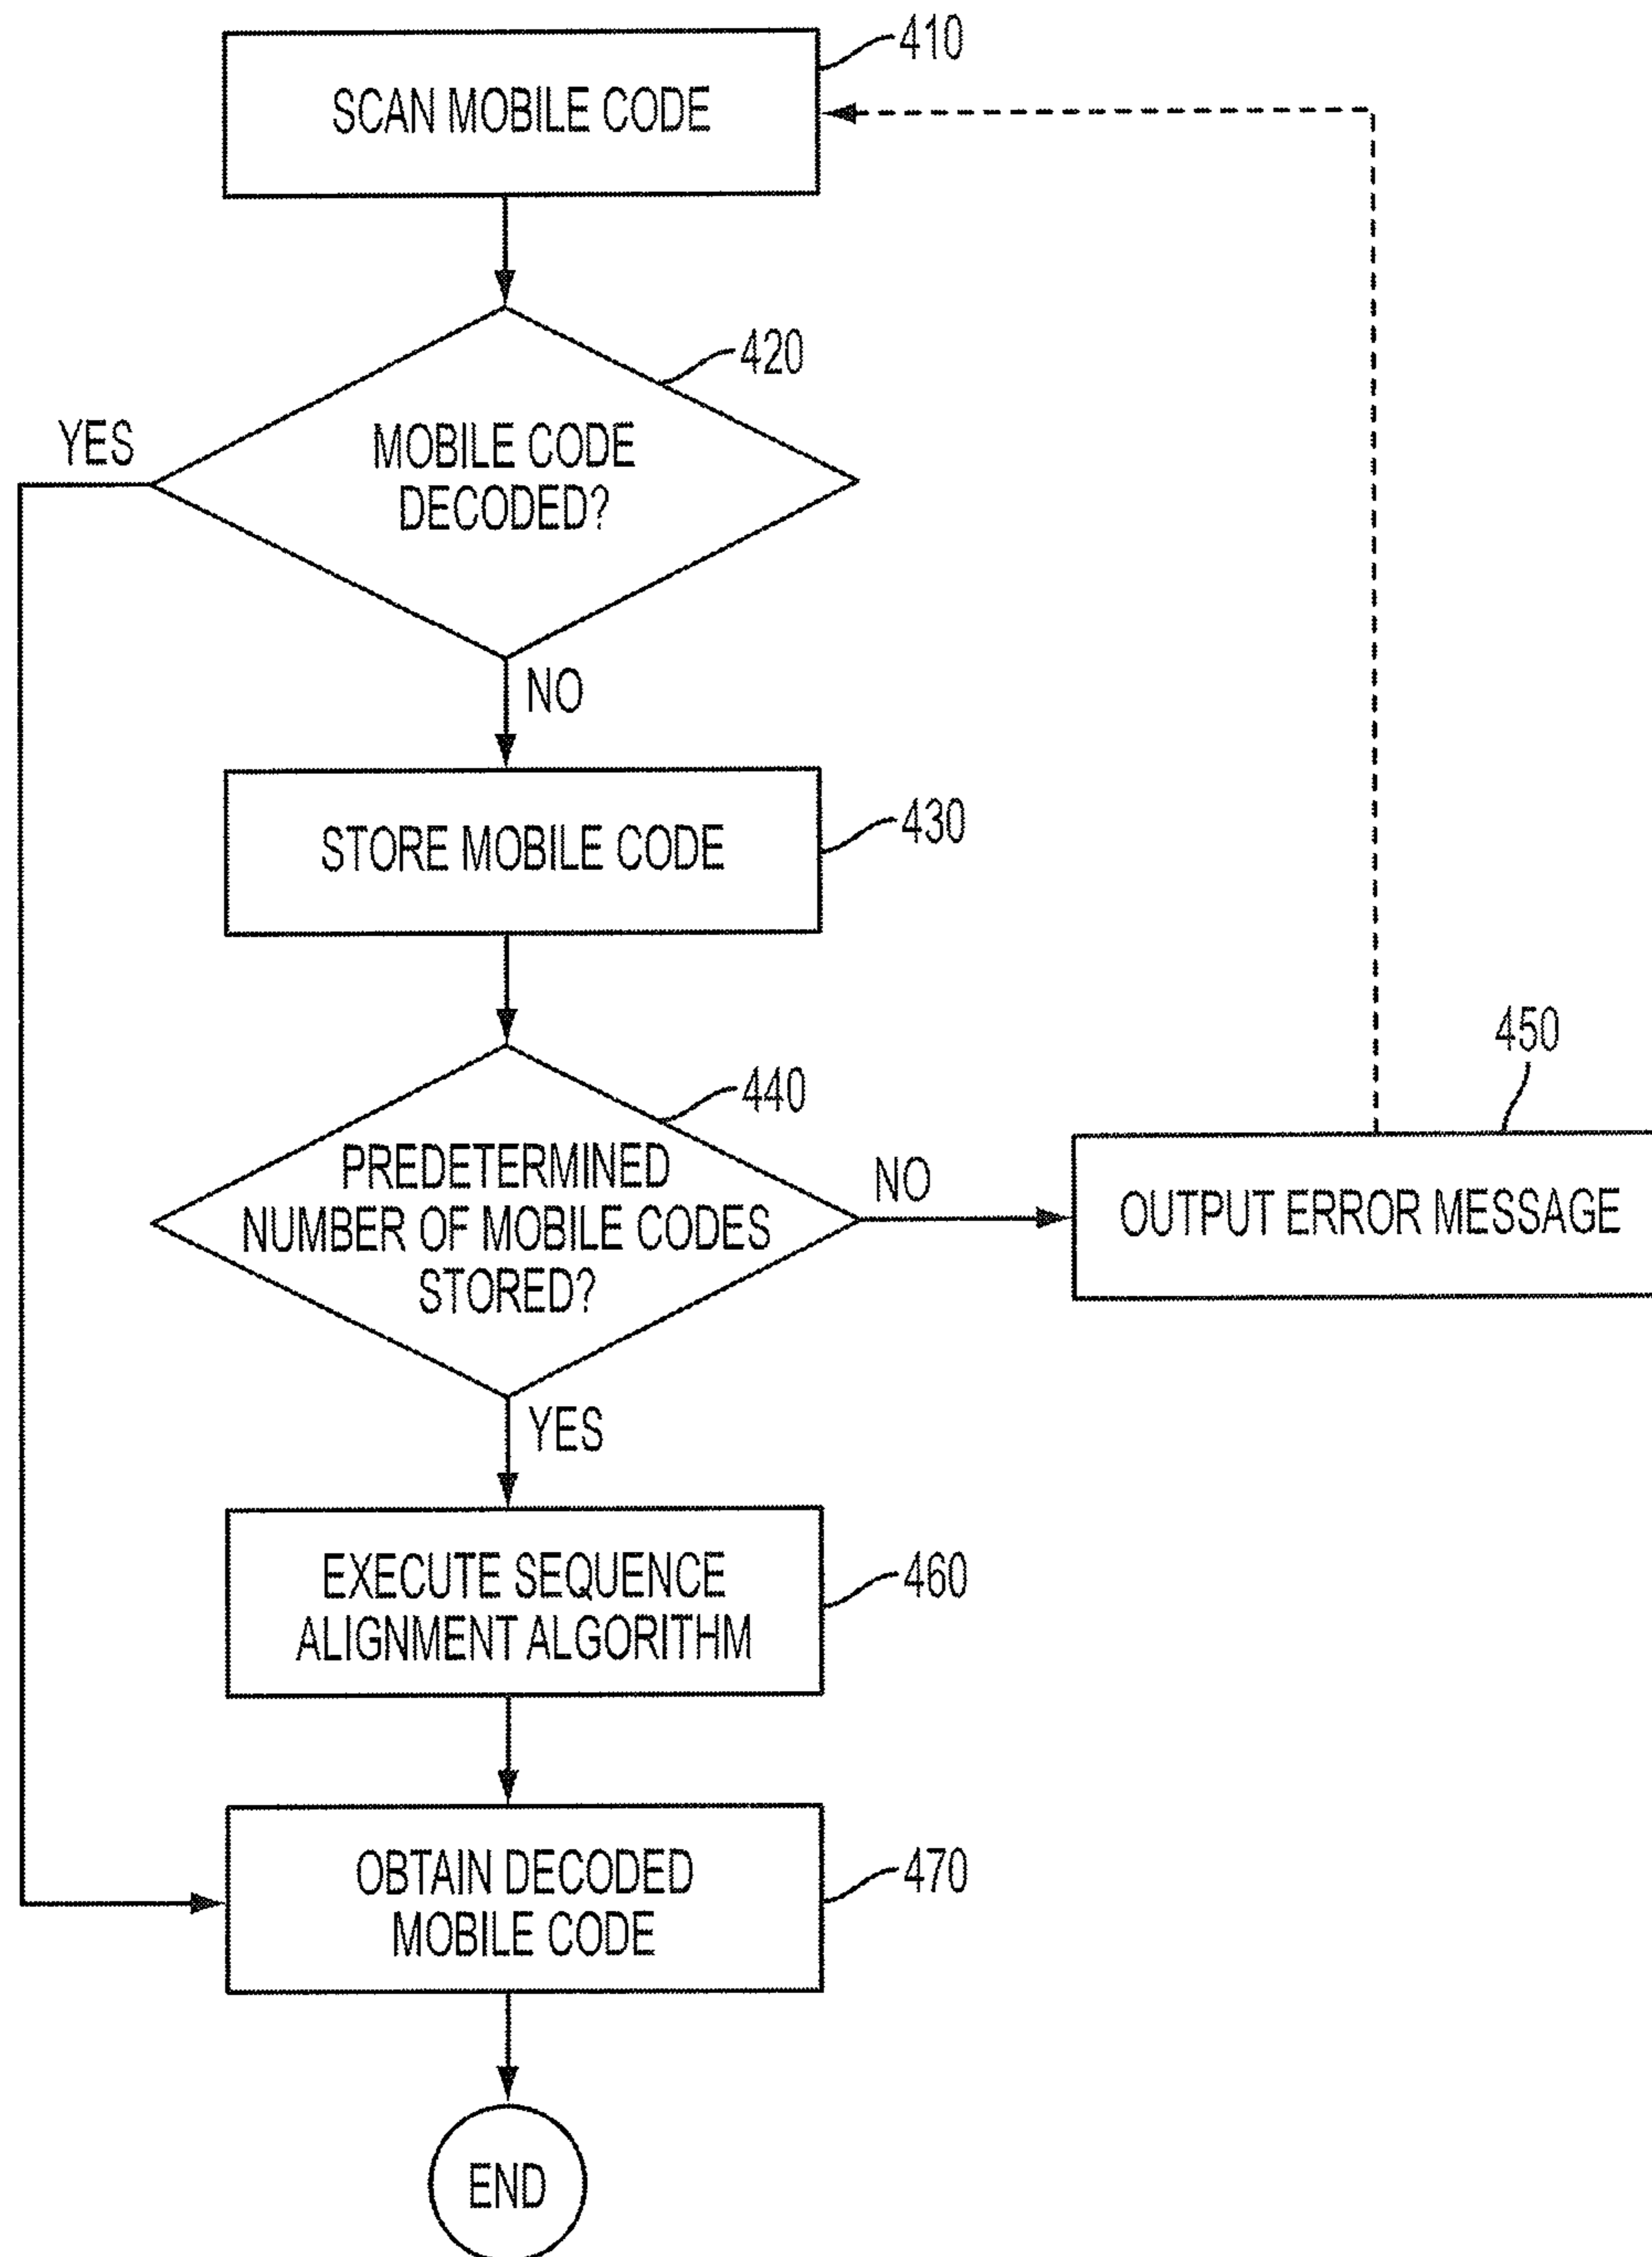 410
SCAN MOBILE CODE
420
YES
MOBILE CODE
DECODED?
NO
STORE MOBILE CODE
430
440
PREDETERMINED
NUMBER OF MOBILE CODES
STORED?
NO
450
OUTPUT ERROR MESSAGE
YES
EXECUTE SEQUENCE
ALIGNMENT ALGORITHM
460
OBTAIN DECODED
MOBILE CODE
470
END